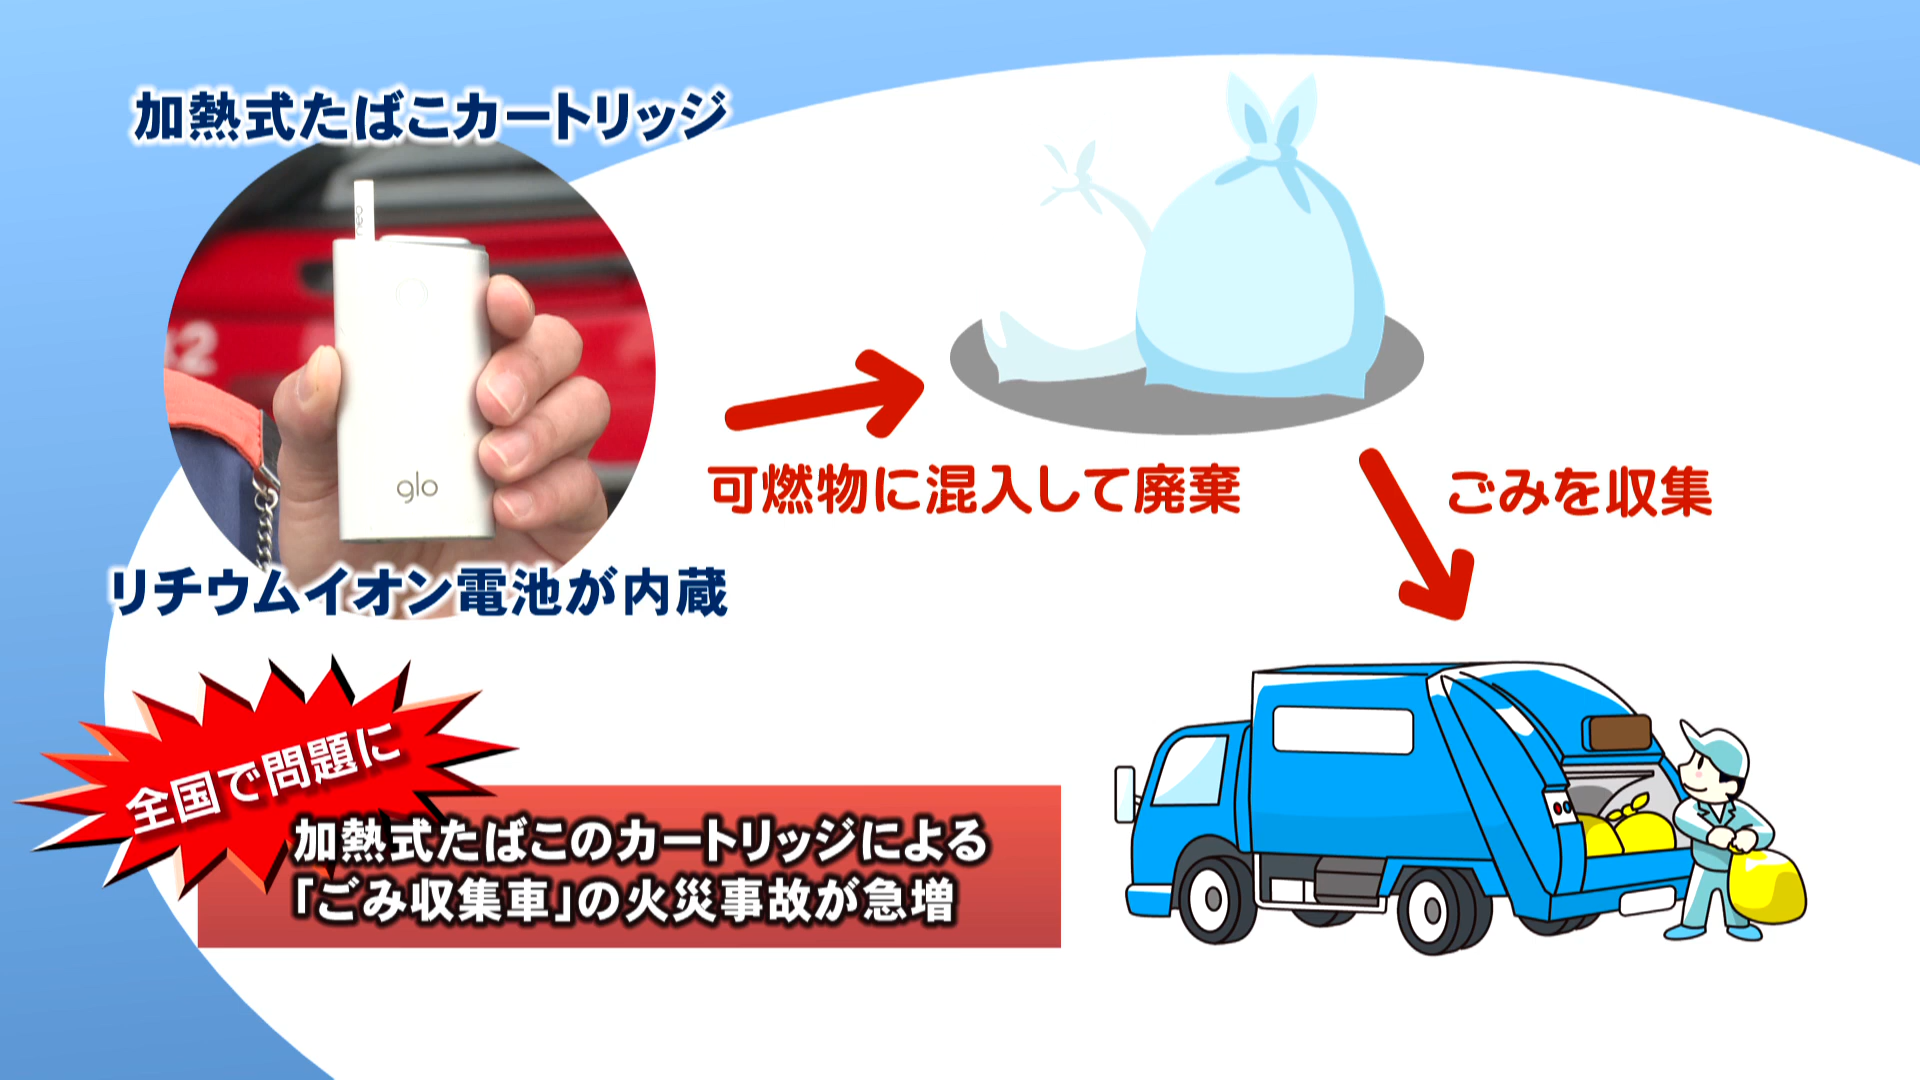 加熱式たばこカートリッジ
neo
glo
リチウムイオン電池が内蔵
可燃物に混入して廃棄
ごみを収集
全国で問題に
加熱式たばこのカートリッジによる
「ごみ収集車」の火災事故が急増